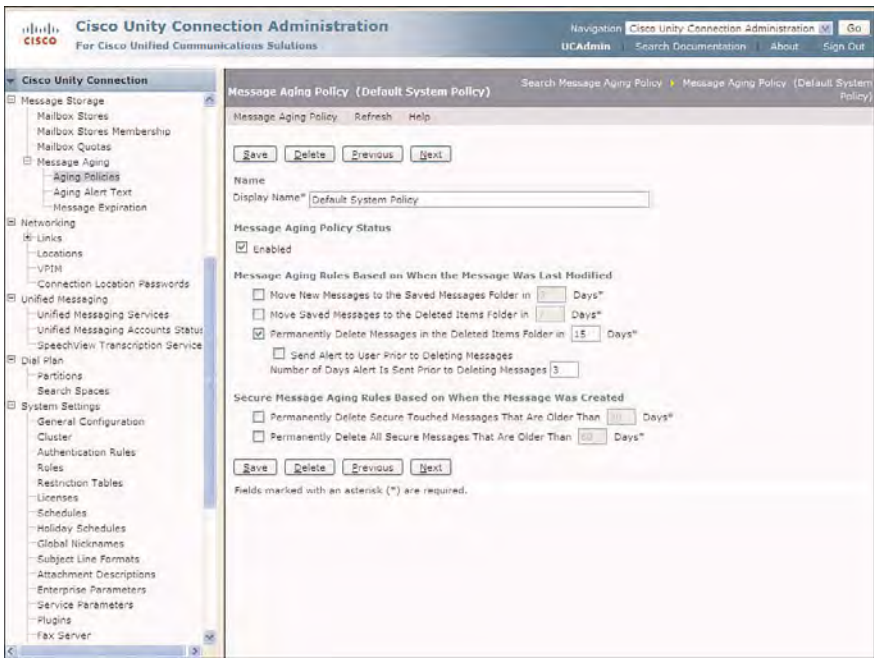 CISCO
Cisco Unity Connection Administration
For Cisco Unified Communications Solutions
Navigation Cisco Unity Connection Administration Go
UCAdmin Search Documentation About Sign Out
Cisco Unity Connection
Message Storage
Mailbox Stores
Mailbox Stores Membership
Mailbox Quotas
Message Aging
Aging Policies
Aging Alert Text
Message Expiration
Networking
Links
Locations
VPIM
Connection Location Passwords
Unified Messaging
Unified Messaging Services
Unified Messaging Accounts Status
SpeechView Transcription Service
Dial Plan
Partitions
Search Spaces
System Settings
General Configuration
Cluster
Authentication Rules
Roles
Restriction Tables
Licenses
Schedules
Holiday Schedules
Global Nicknames
Subject Line Formats
Attachment Descriptions
Enterprise Parameters
Service Parameters
Plugins
Fax Server
Message Aging Policy (Default System Policy)
Search Message Aging Policy Message Aging Policy (Default System
Policy)
Message Aging Policy Refresh Help
Save Delete Previous Next
Name
Display Name* Default System Policy
Message Aging Policy Status
Enabled
Message Aging Rules Based on When the Message Was Last Modified
Move New Messages to the Saved Messages Folder in Days*
Move Saved Messages to the Deleted Items Folder in Days*
Permanently Delete Messages in the Deleted Items Folder in 15 Days*
Send Alert to User Prior to Deleting Messages
Number of Days Alert Is Sent Prior to Deleting Messages 3
Secure Message Aging Rules Based on When the Message Was Created
Permanently Delete Secure Touched Messages That Are Older Than Days*
Permanently Delete All Secure Messages That Are Older Than Days*
Save Delete Previous Next
Fields marked with an asterisk (*) are required.